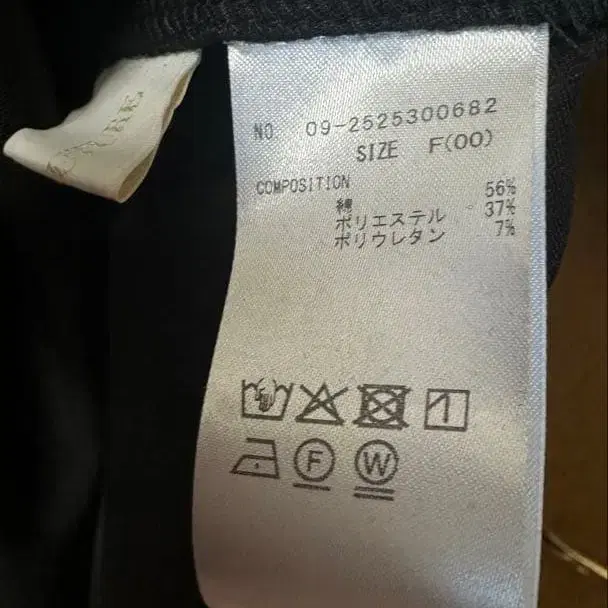 NO 09-2525300682
SIZE F(00)
COMPOSITION
綿 56%
ポリエステル 37%
ポリウレタン 7%
F W